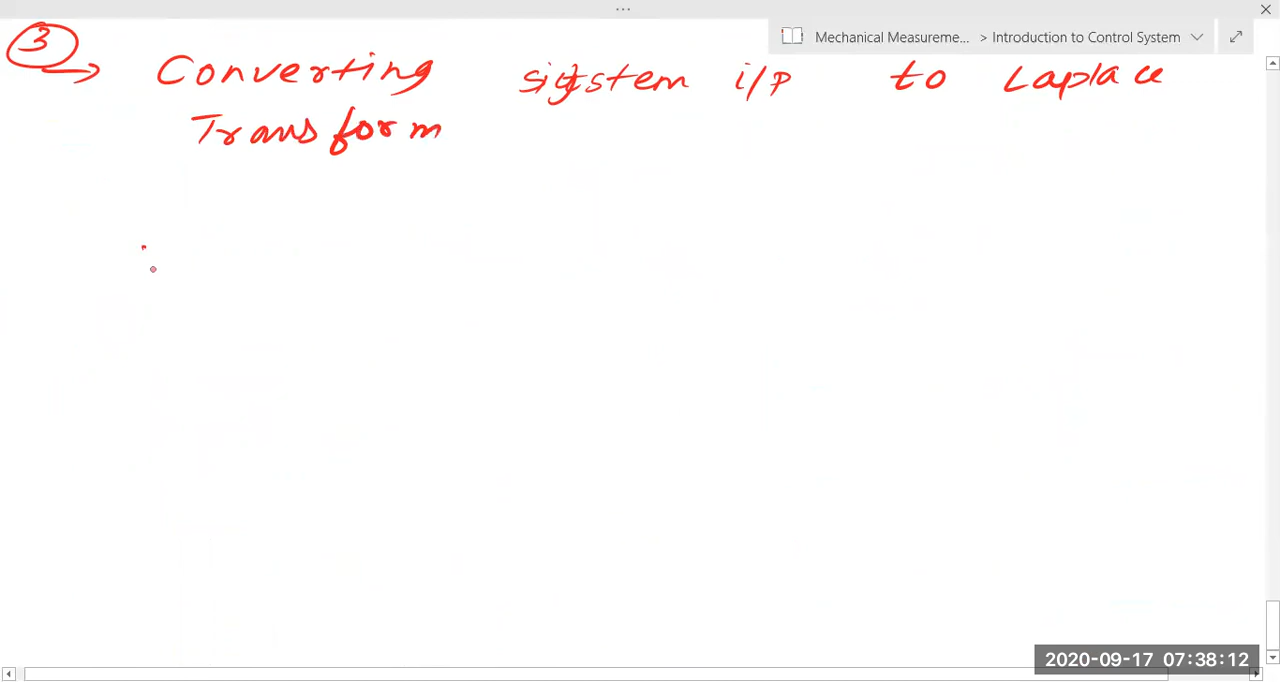 ...
Mechanical Measureme... > Introduction to Control System
3
Converting system i/p to Laplace
Transform
2020-09-17 07:38:12